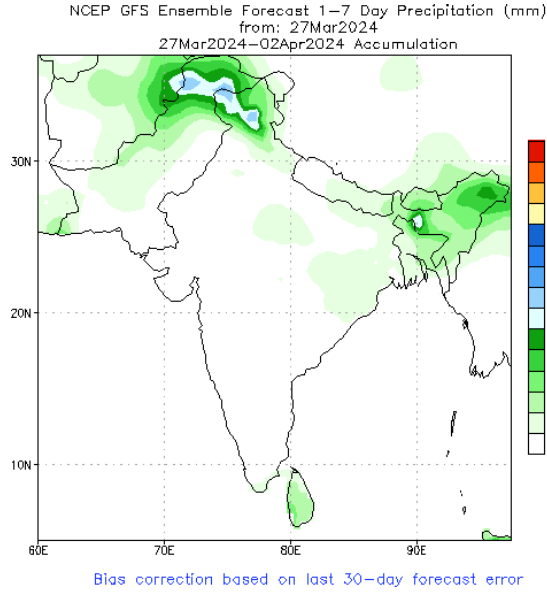 NCEP GFS Ensemble Forecast 1-7 Day Precipitation (mm)
from: 27Mar2024
27Mar2024-02Apr2024 Accumulation
30N
20N
10N
60E 70E 80E 90E
Bias correction based on last 30-day forecast error